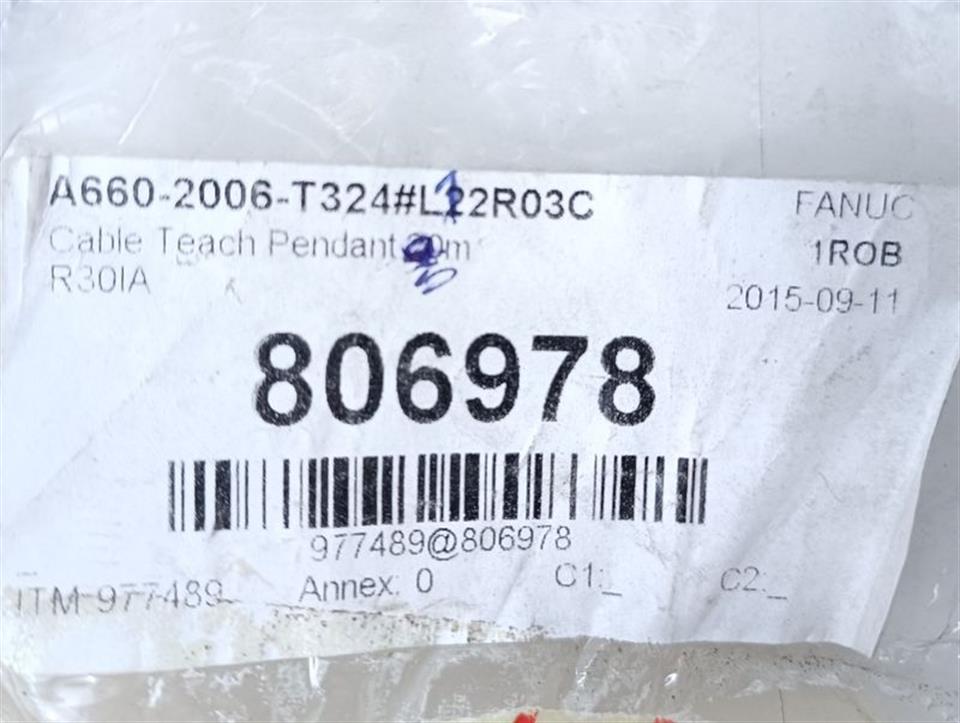 A660-2006-T324#L122R03C FANUC
Cable Teach Pendant 1ROB
R30IA 2015-09-11
806978
977489@806978
ITM 977489 Annex: 0 C1:_ C2:_